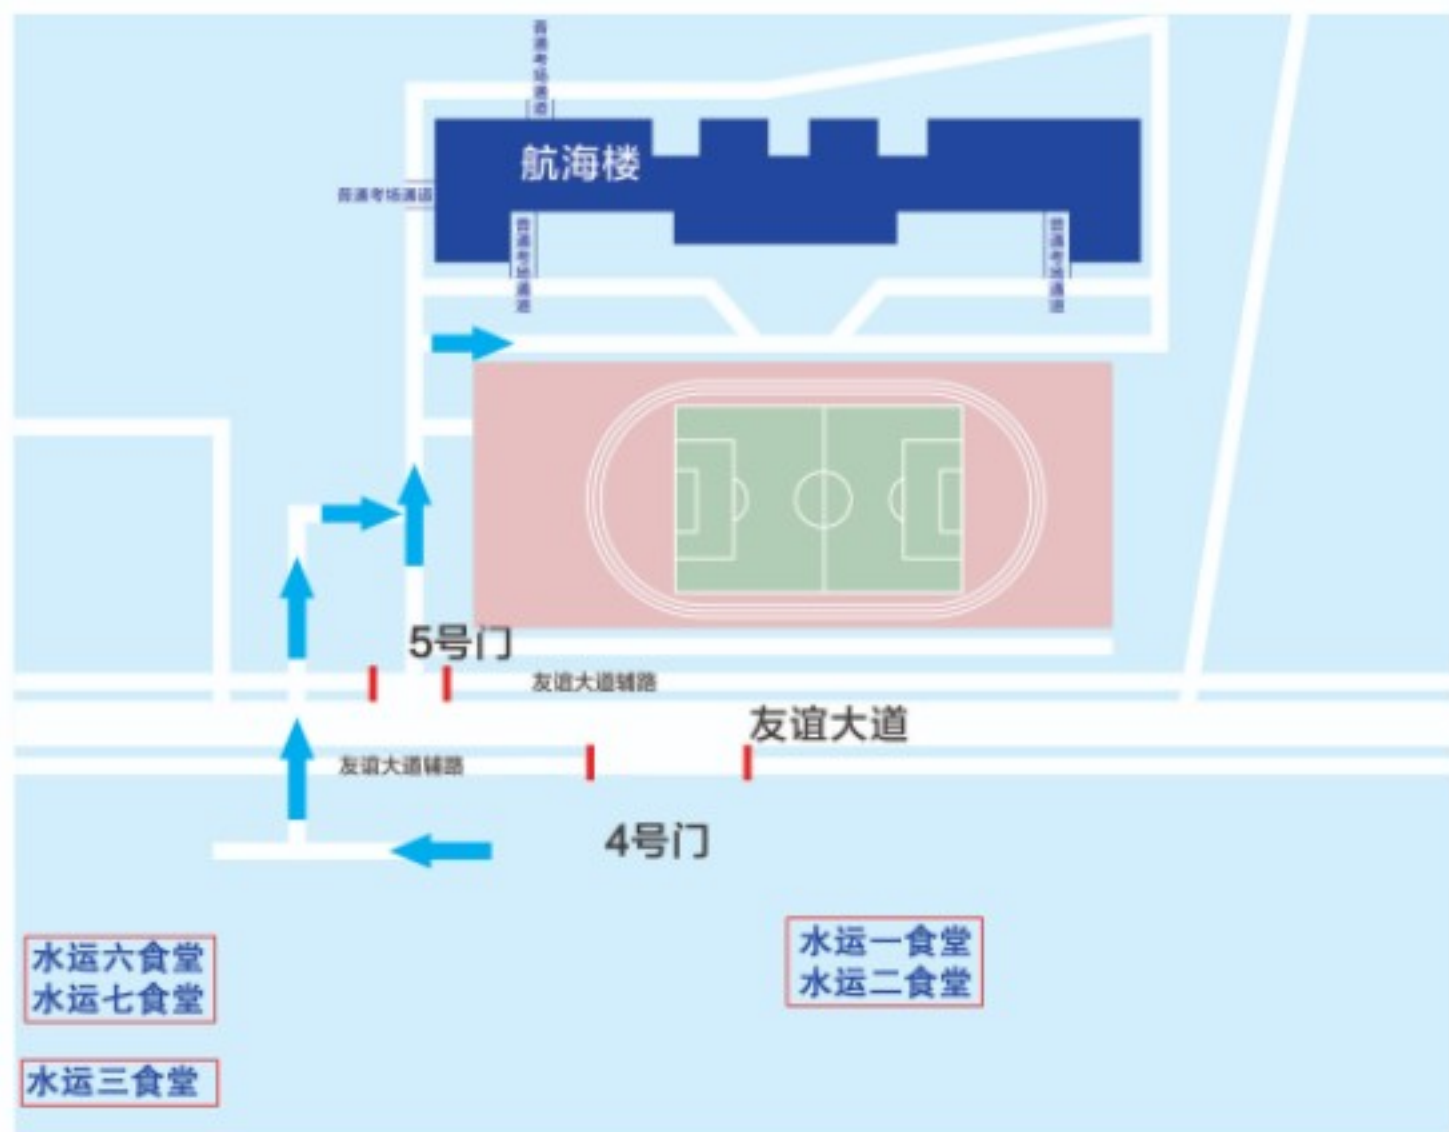 普通考场通道
航海楼
普通考场通道
普通考场通道
普通考场通道
5号门
友谊大道辅路
友谊大道
友谊大道辅路
4号门
水运六食堂
水运七食堂
水运一食堂
水运二食堂
水运三食堂